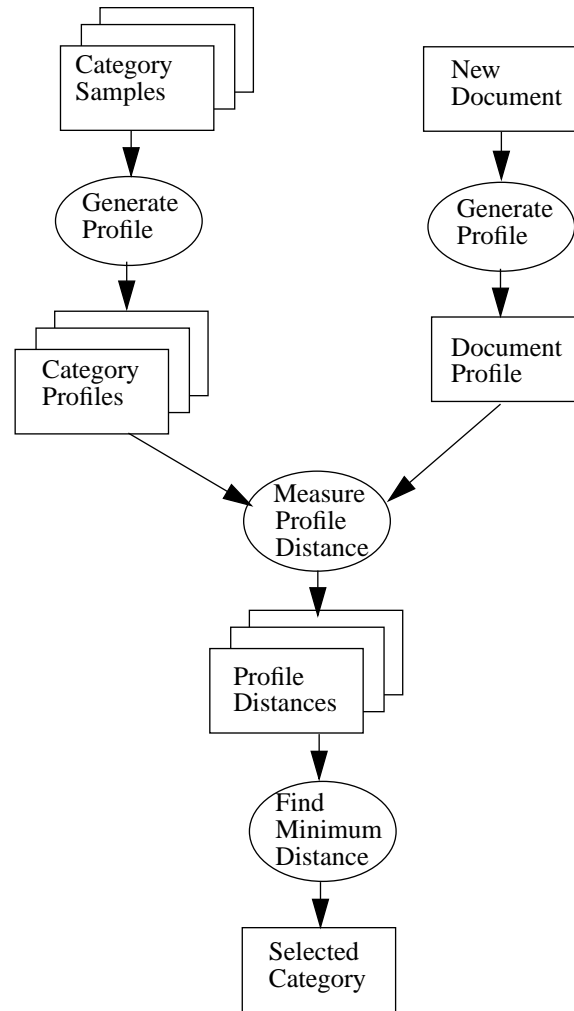 Category
Samples
New
Document
Generate
Profile
Generate
Profile
Category
Profiles
Document
Profile
Measure
Profile
Distance
Profile
Distances
Find
Minimum
Distance
Selected
Category